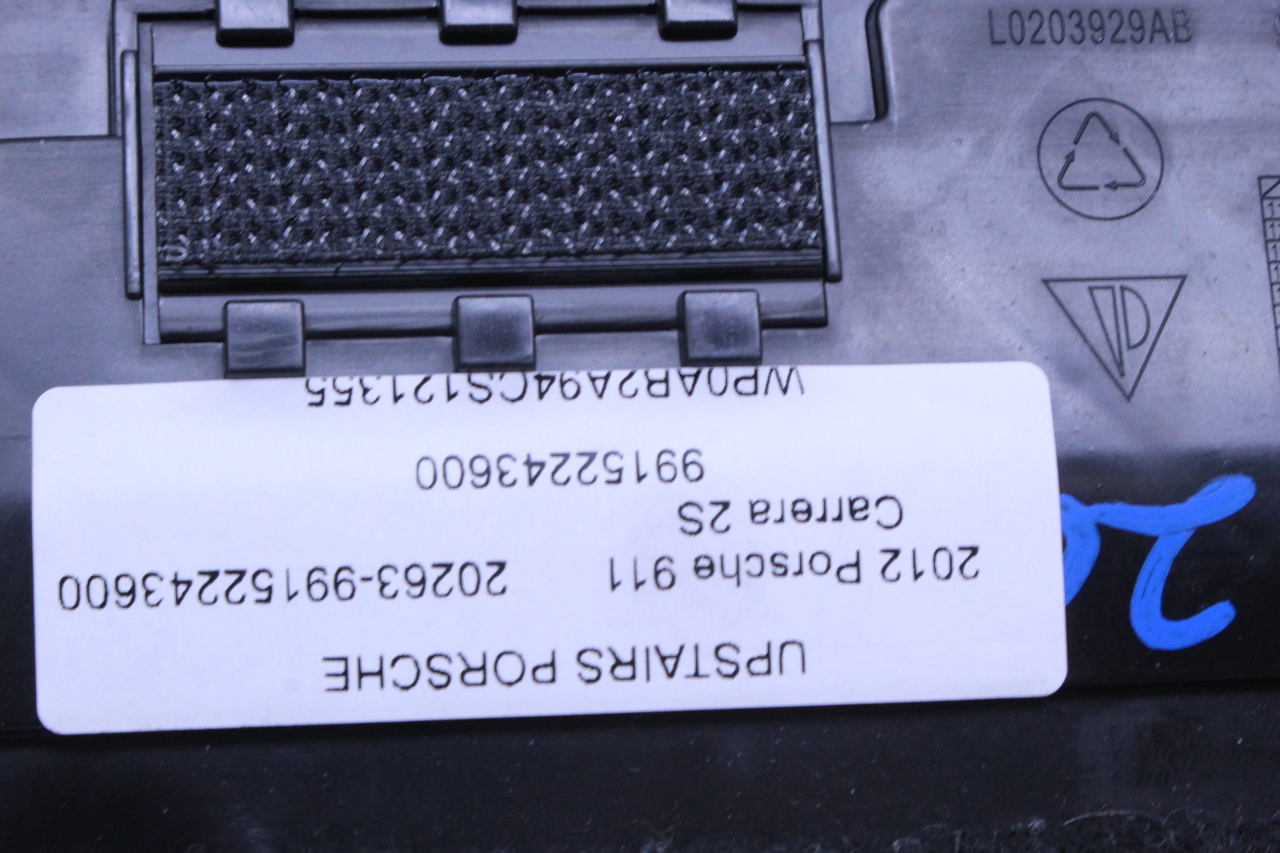 L0203929AB
UPSTAIRS PORSCHE
2012 Porsche 911 20263-99152243600
Carrera 2S
99152243600
WP0AB2A94CS121355